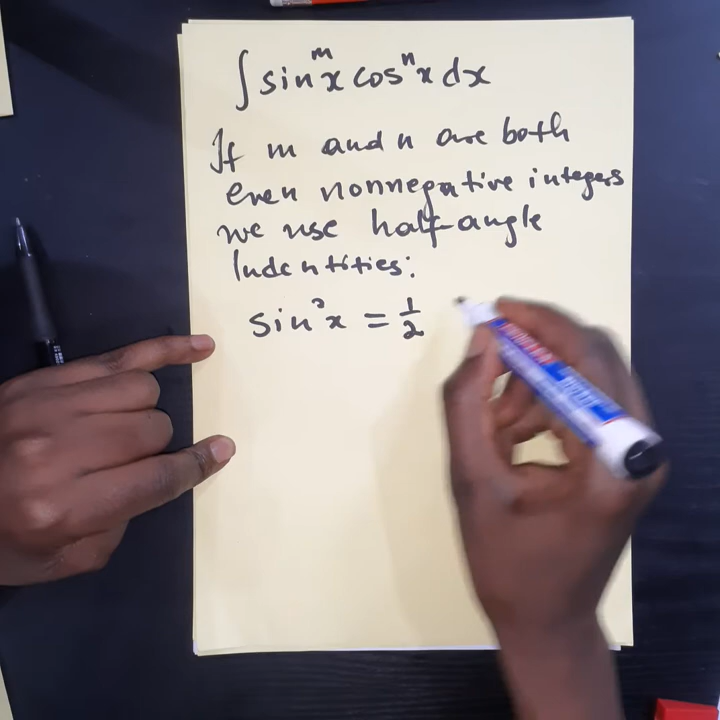 ∫ sinᵐx cosⁿx dx
If m and n are both
even nonnegative integers
we use half-angle
Indentities:
sin²x = 1/2